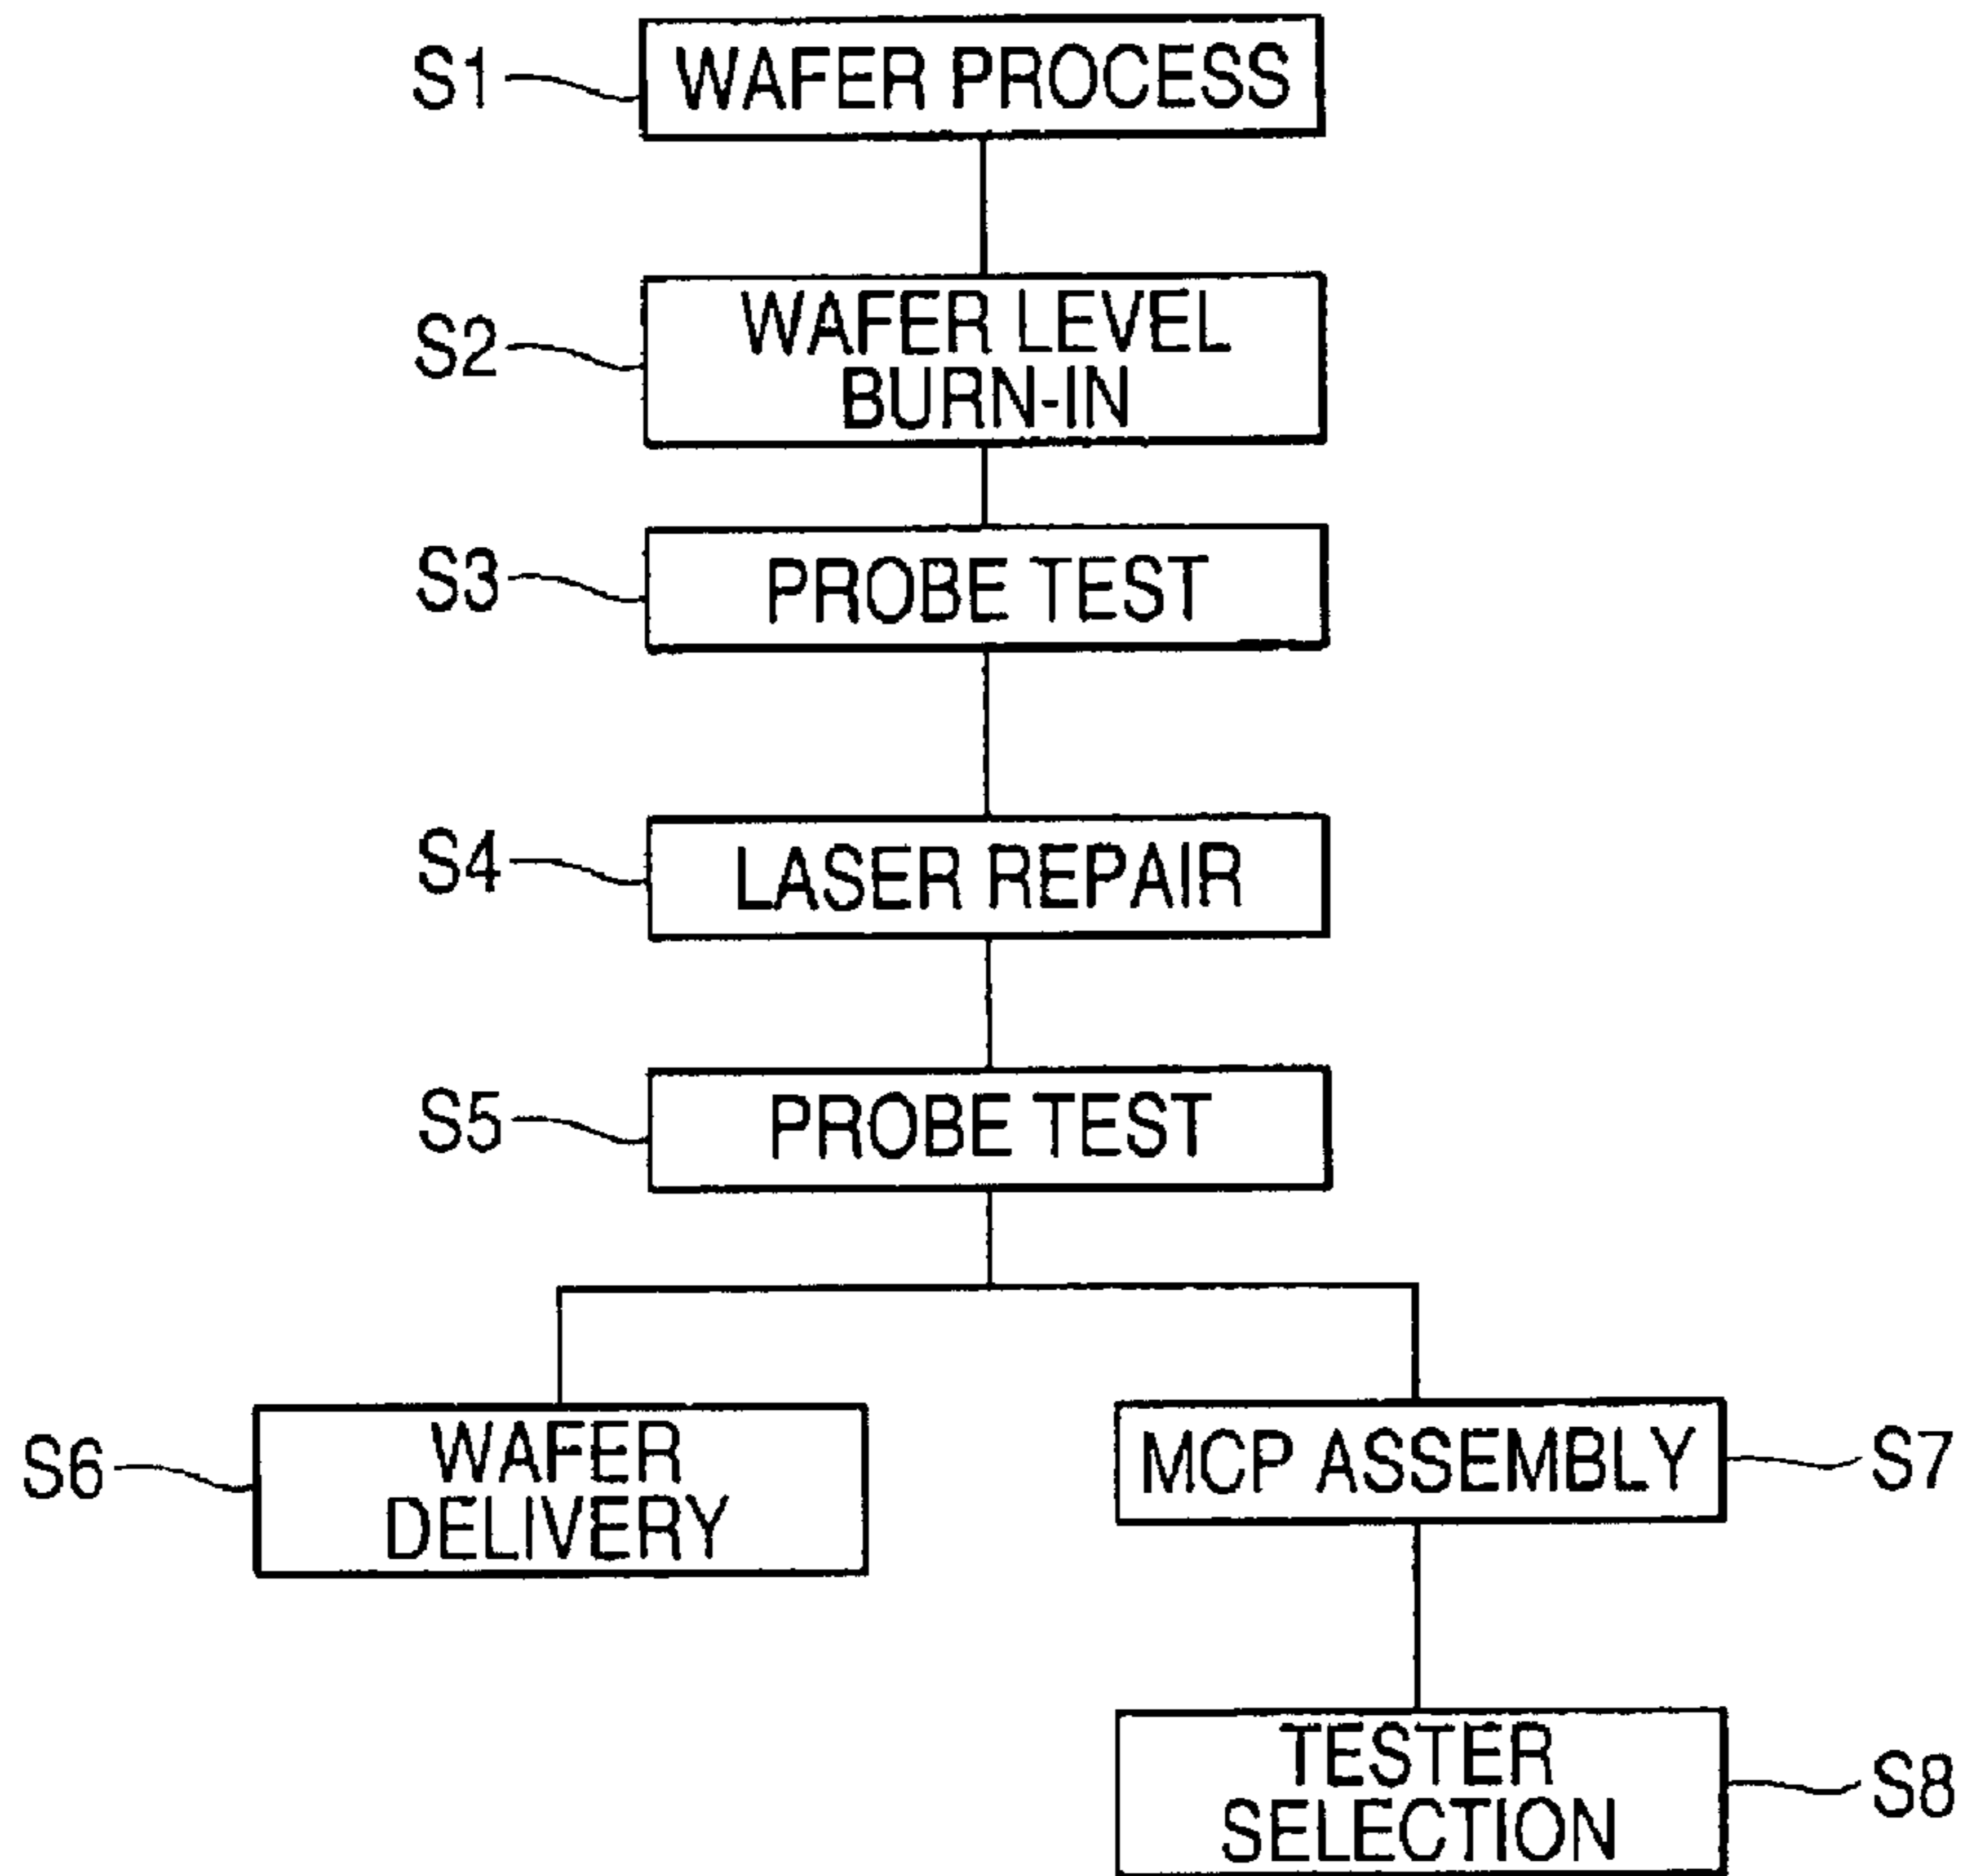 S1
WAFER PROCESS
S2
WAFER LEVEL
BURN-IN
S3
PROBE TEST
S4
LASER REPAIR
S5
PROBE TEST
S6
WAFER
DELIVERY
MCP ASSEMBLY
S7
TESTER
SELECTION
S8